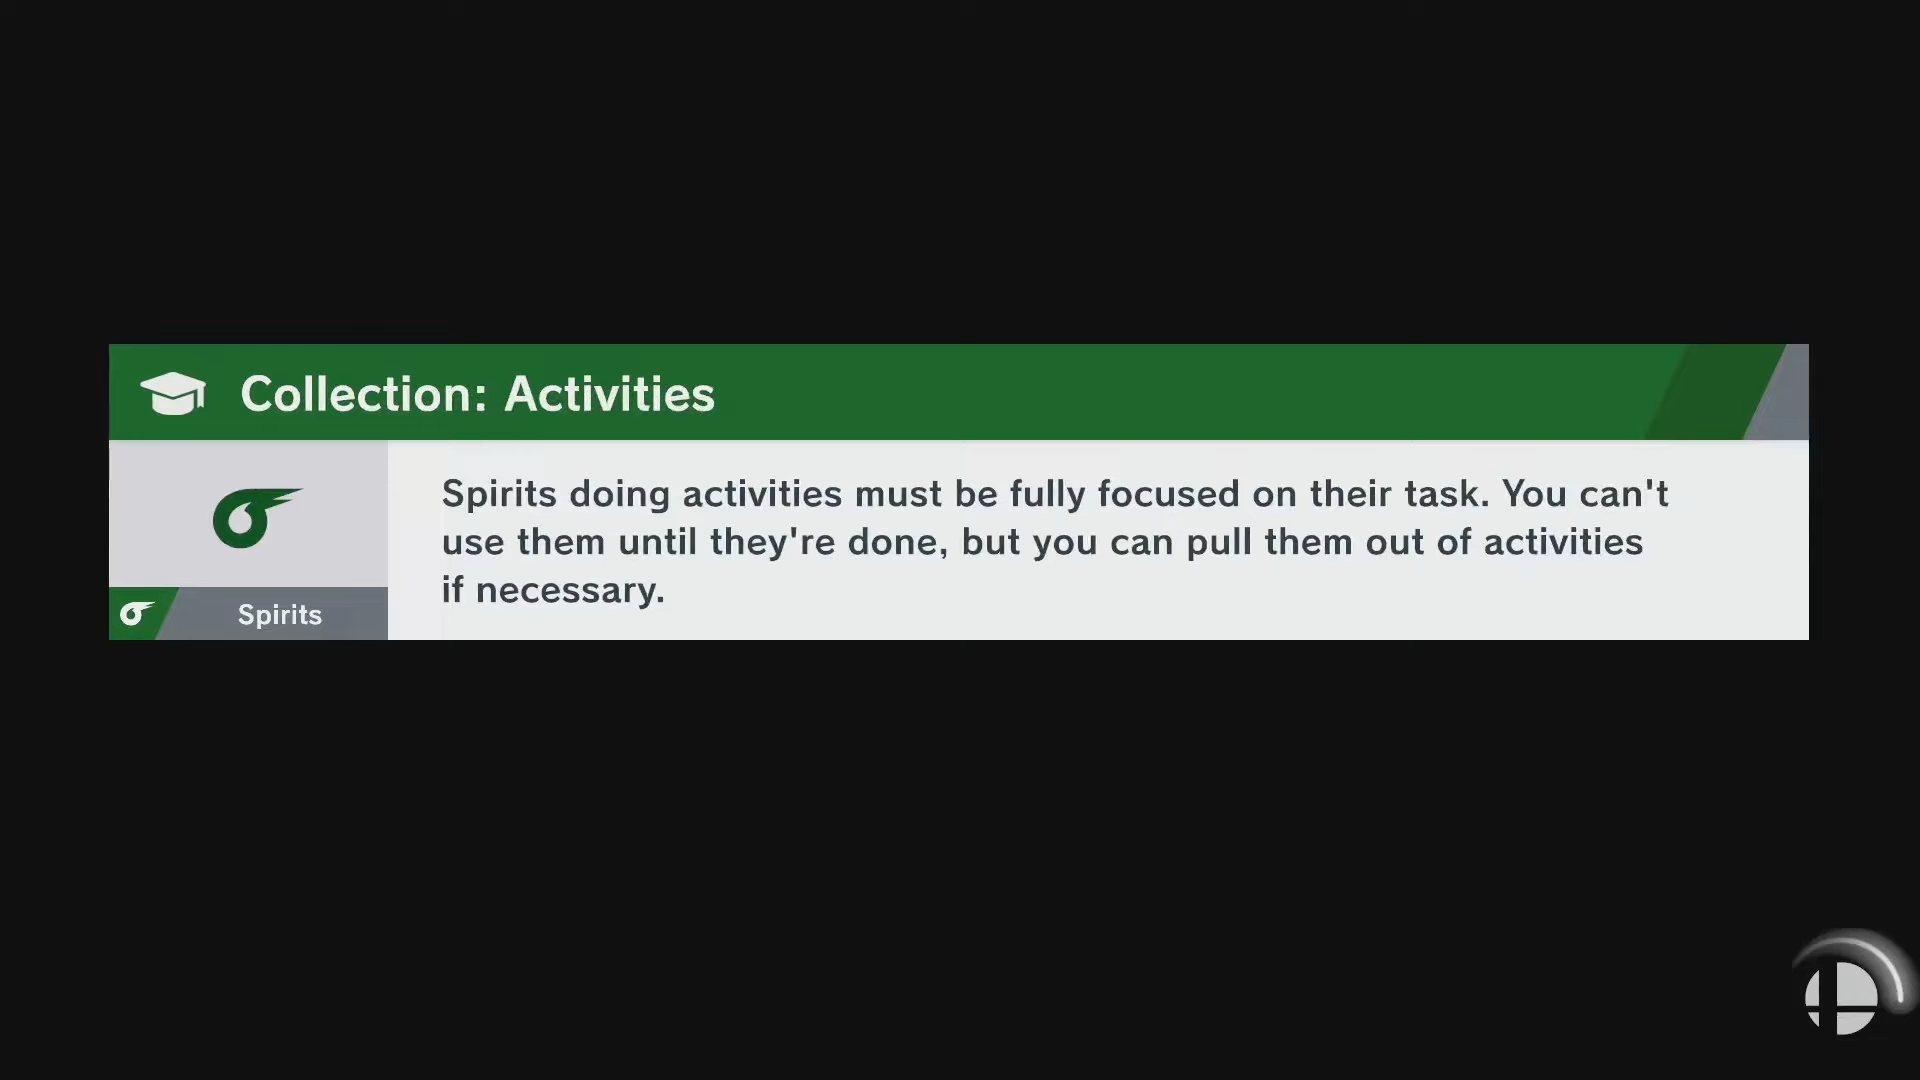 Collection: Activities
Spirits doing activities must be fully focused on their task. You can't
use them until they're done, but you can pull them out of activities
if necessary.
Spirits